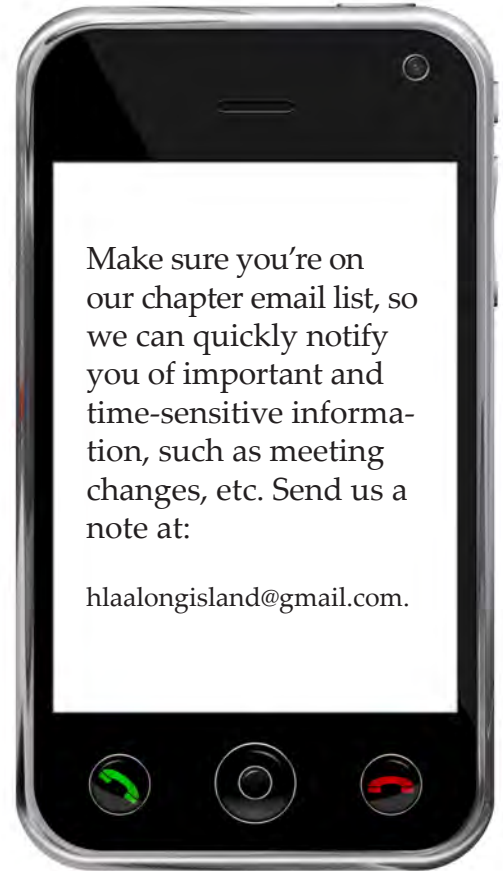 Make sure you’re on
our chapter email list, so
we can quickly notify
you of important and
time-sensitive informa-
tion, such as meeting
changes, etc. Send us a
note at:
hlaalongisland@gmail.com.